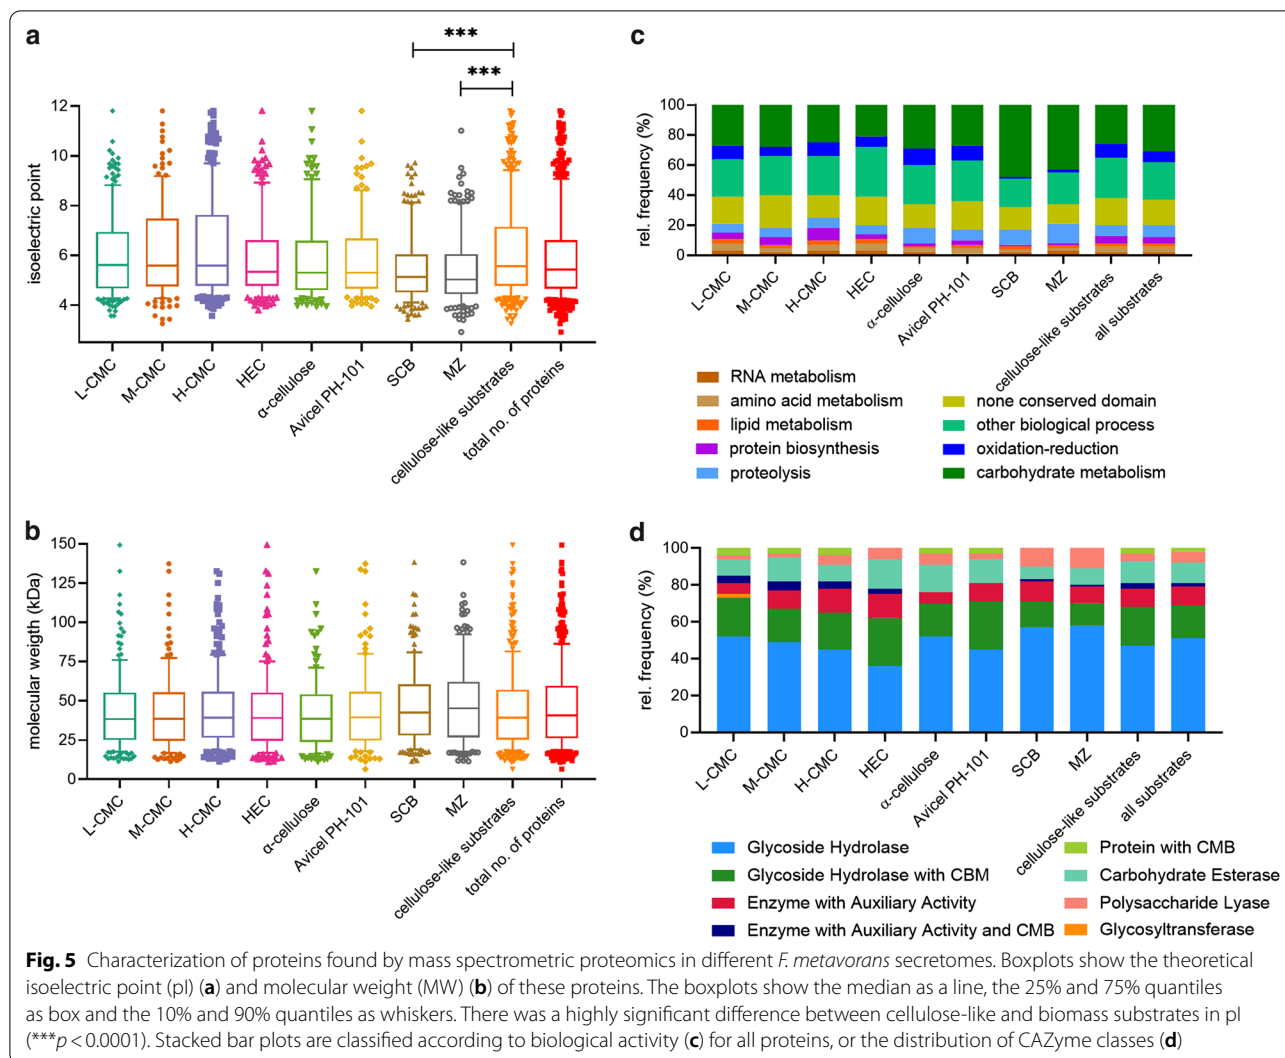 a
***
***
isoelectric point
12
10
8
6
4
L-CMC
M-CMC
H-CMC
HEC
α-cellulose
Avicel PH-101
SCB
MZ
cellulose-like substrates
total no. of proteins
b
molecular weigth (kDa)
150
125
100
75
50
25
0
L-CMC
M-CMC
H-CMC
HEC
α-cellulose
Avicel PH-101
SCB
MZ
cellulose-like substrates
total no. of proteins
c
rel. frequency (%)
100
80
60
40
20
0
L-CMC
M-CMC
H-CMC
HEC
α-cellulose
Avicel PH-101
SCB
MZ
cellulose-like substrates
all substrates
RNA metabolism
amino acid metabolism
lipid metabolism
protein biosynthesis
proteolysis
none conserved domain
other biological process
oxidation-reduction
carbohydrate metabolism
d
rel. frequency (%)
100
80
60
40
20
0
L-CMC
M-CMC
H-CMC
HEC
α-cellulose
Avicel PH-101
SCB
MZ
cellulose-like substrates
all substrates
Glycoside Hydrolase
Glycoside Hydrolase with CBM
Enzyme with Auxiliary Activity
Enzyme with Auxiliary Activity and CMB
Protein with CMB
Carbohydrate Esterase
Polysaccharide Lyase
Glycosyltransferase
Fig. 5 Characterization of proteins found by mass spectrometric proteomics in different F. metavorans secretomes. Boxplots show the theoretical
isoelectric point (pI) (a) and molecular weight (MW) (b) of these proteins. The boxplots show the median as a line, the 25% and 75% quantiles
as box and the 10% and 90% quantiles as whiskers. There was a highly significant difference between cellulose-like and biomass substrates in pI
(***p < 0.0001). Stacked bar plots are classified according to biological activity (c) for all proteins, or the distribution of CAZyme classes (d)